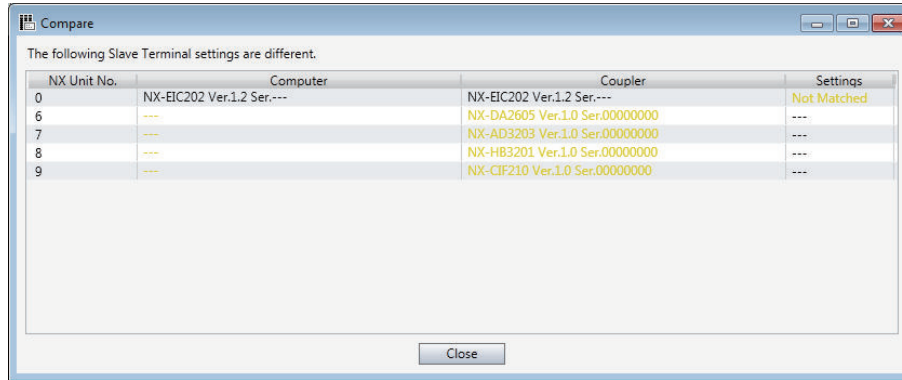 Compare
The following Slave Terminal settings are different.
NX Unit No. Computer Coupler Settings
0 NX-EIC202 Ver.1.2 Ser.--- NX-EIC202 Ver.1.2 Ser.--- Not Matched
6 --- NX-DA2605 Ver.1.0 Ser.00000000 ---
7 --- NX-AD3203 Ver.1.0 Ser.00000000 ---
8 --- NX-HB3201 Ver.1.0 Ser.00000000 ---
9 --- NX-CIF210 Ver.1.0 Ser.00000000 ---
Close